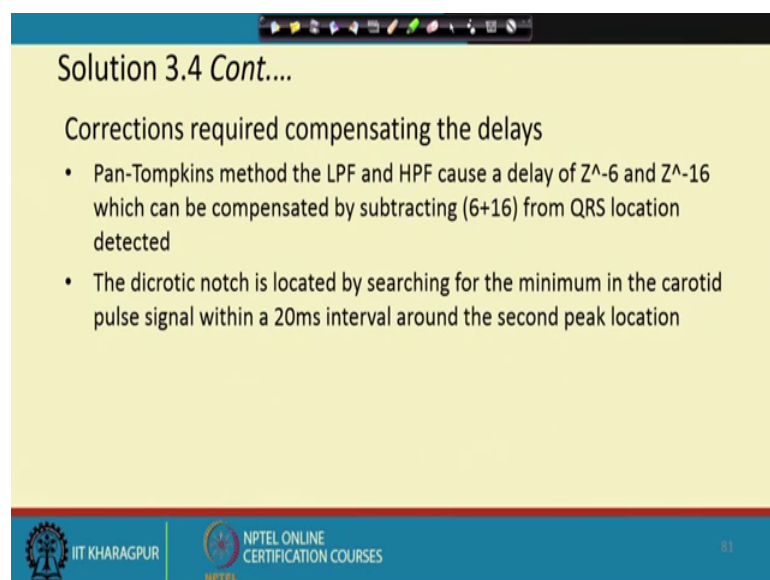 Solution 3.4 Cont....
Corrections required compensating the delays
• Pan-Tompkins method the LPF and HPF cause a delay of Z^-6 and Z^-16
which can be compensated by subtracting (6+16) from QRS location
detected
• The dicrotic notch is located by searching for the minimum in the carotid
pulse signal within a 20ms interval around the second peak location
IIT KHARAGPUR
NPTEL ONLINE
CERTIFICATION COURSES
NPTEL
81